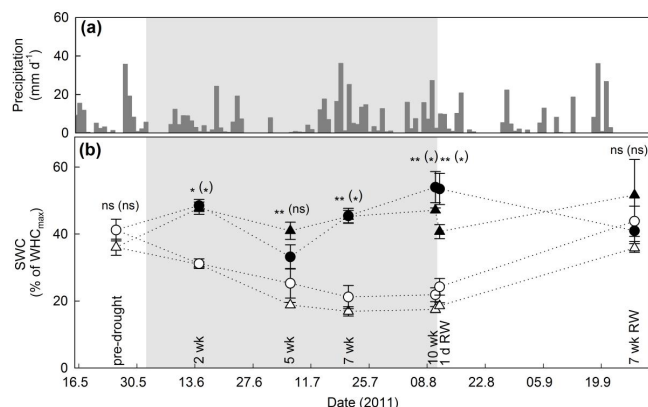 (a)
Precipitation
(mm d⁻¹)
60
40
20
0
(b)
SWC
(% of WHCmax)
60
40
20
0
ns (ns)
* (*)
** (ns)
** (*)
** (*)
** (*)
ns (ns)
pre-drought
2 wk
5 wk
7 wk
10 wk
1 d RW
7 wk RW
16.5 30.5 13.6 27.6 11.7 25.7 08.8 22.8 05.9 19.9
Date (2011)